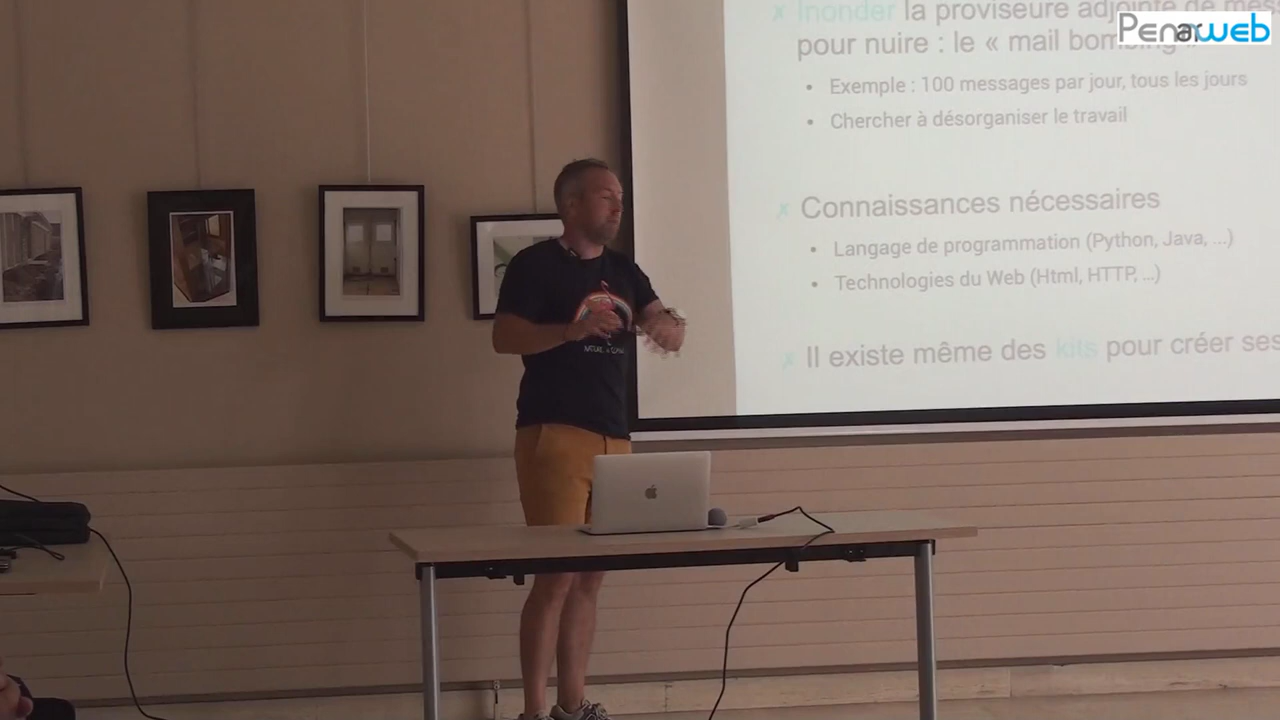 x Inonder la proviseure adjointe de mess
Penarweb
pour nuire : le « mail bombing »
• Exemple : 100 messages par jour, tous les jours
• Chercher à désorganiser le travail
x Connaissances nécessaires
• Langage de programmation (Python, Java, ...)
• Technologies du Web (Html, HTTP, ...)
x Il existe même des kits pour créer ses